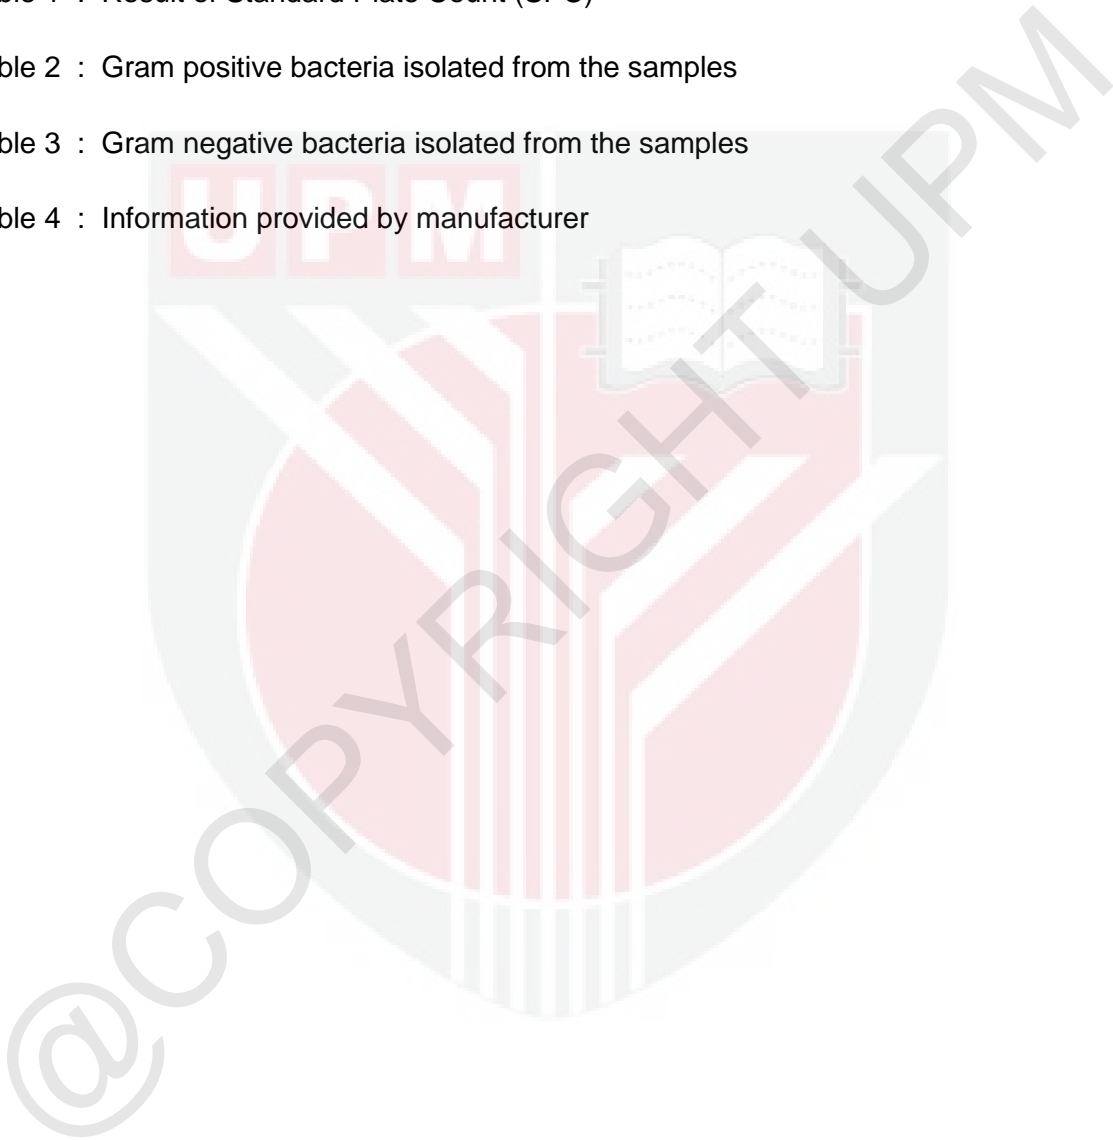 ble 2 : Gram positive bacteria isolated from the samples
ble 3 : Gram negative bacteria isolated from the samples
ble 4 : Information provided by manufacturer
UPM
@COPYRIGHT UPM